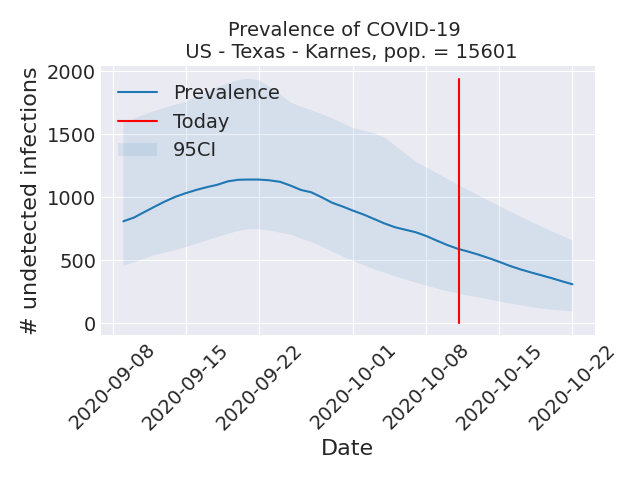 Prevalence of COVID-19
US - Texas - Karnes, pop. = 15601
# undetected infections
2000
1500
1000
500
0
Prevalence
Today
95CI
2020-09-08
2020-09-15
2020-09-22
2020-10-01
2020-10-08
2020-10-15
2020-10-22
Date